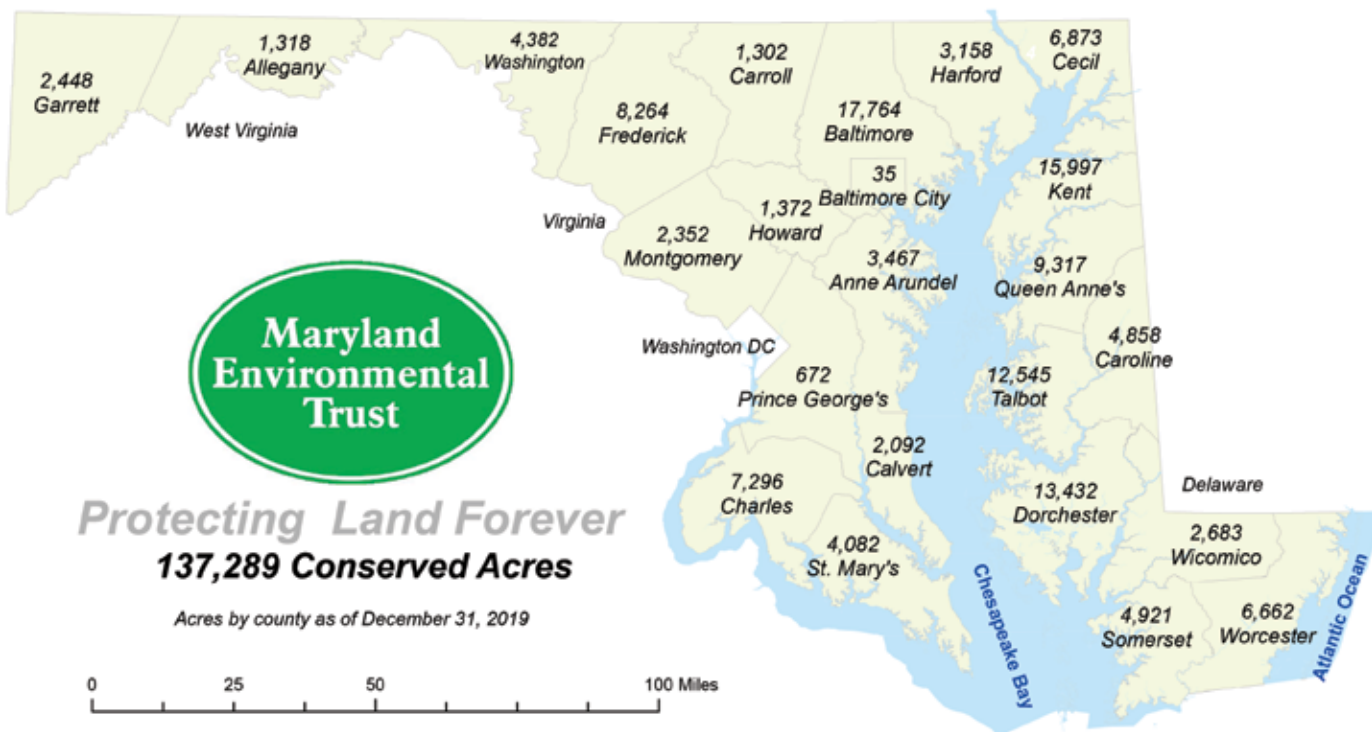 2,448
Garrett
1,318
Allegany
4,382
Washington
8,264
Frederick
1,302
Carroll
17,764
Baltimore
3,158
Harford
6,873
Cecil
West Virginia
35
Baltimore City
15,997
Kent
Virginia
2,352
Montgomery
1,372
Howard
3,467
Anne Arundel
9,317
Queen Anne's
4,858
Caroline
Washington DC
672
Prince George's
12,545
Talbot
Maryland
Environmental
Trust
Protecting Land Forever
137,289 Conserved Acres
Acres by county as of December 31, 2019
7,296
Charles
2,092
Calvert
4,082
St. Mary's
13,432
Dorchester
Delaware
2,683
Wicomico
4,921
Somerset
6,662
Worcester
Chesapeake Bay
Atlantic Ocean
0 25 50 100 Miles